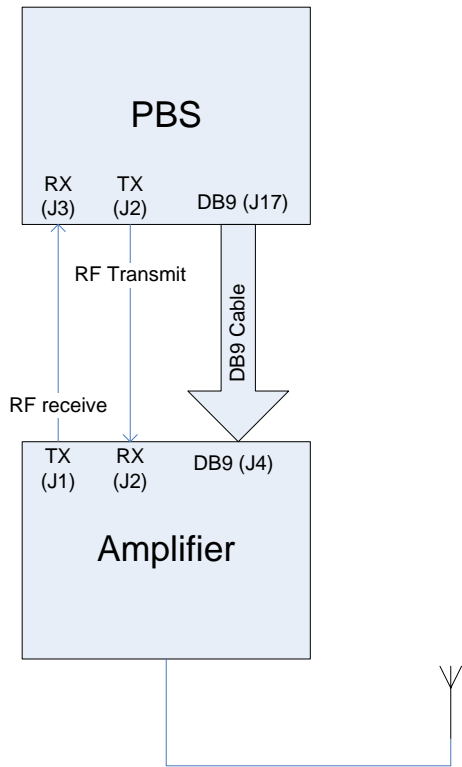 PBS
RX
(J3)
TX
(J2)
DB9 (J17)
RF Transmit
DB9 Cable
RF receive
TX
(J1)
RX
(J2)
DB9 (J4)
Amplifier